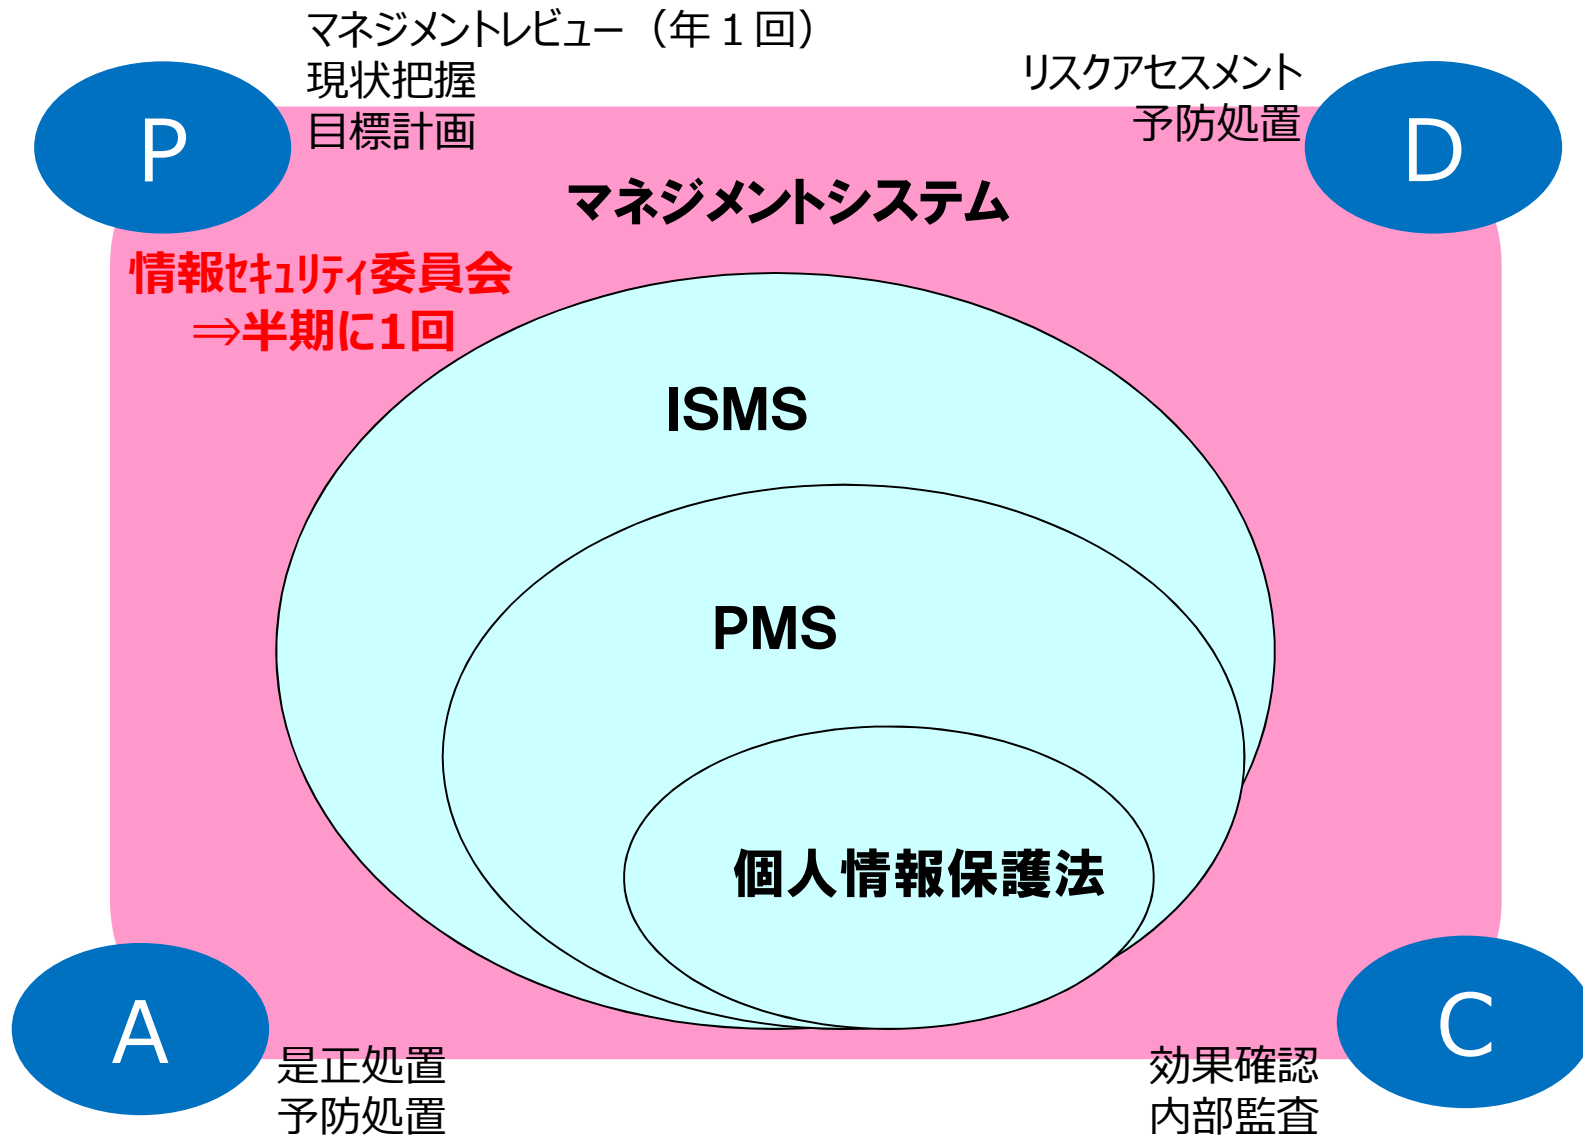 マネジメントレビュー（年１回）
現状把握
目標計画
P
リスクアセスメント
予防処置
D
マネジメントシステム
情報ｾｷｭﾘﾃｨ委員会
⇒半期に1回
ISMS
PMS
個人情報保護法
A
是正処置
予防処置
効果確認
内部監査
C